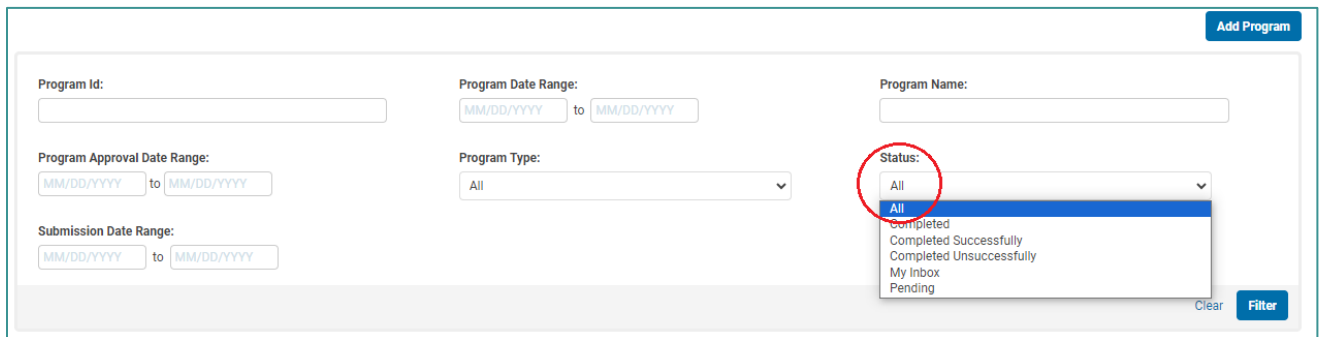 Add Program
Program Id: Program Date Range: Program Name:
MM/DD/YYYY to MM/DD/YYYY
Program Approval Date Range: Program Type: Status:
MM/DD/YYYY to MM/DD/YYYY All All
All
Completed
Submission Date Range: Completed Successfully
MM/DD/YYYY to MM/DD/YYYY Completed Unsuccessfully
My Inbox
Pending
Clear Filter